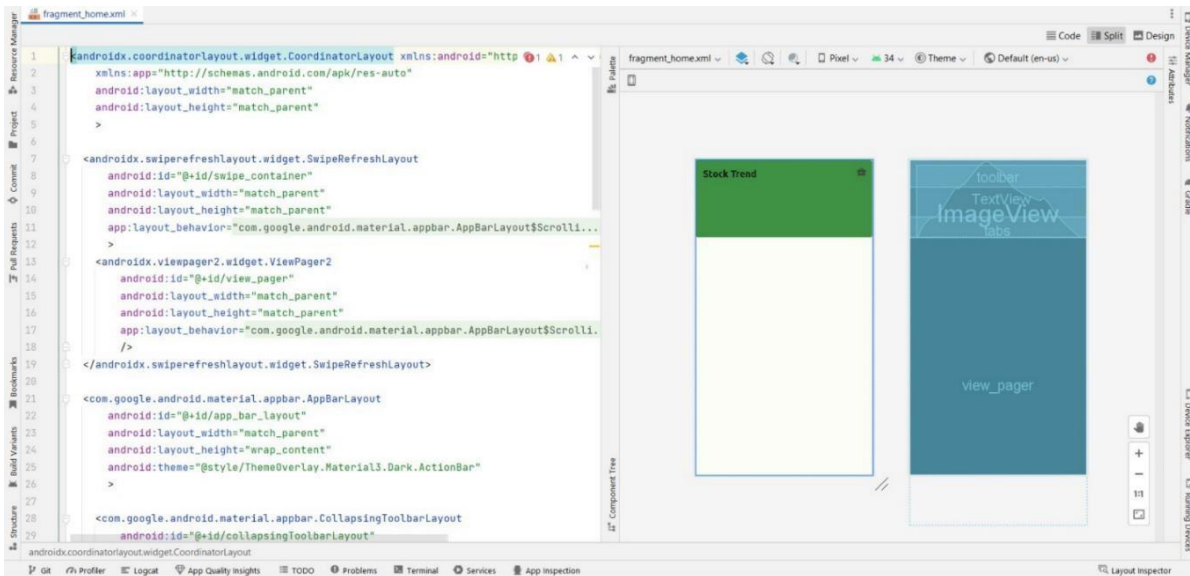 fragment_home.xml
Code Split Design
Resource Manager
Project
Commit
Pull Requests
Bookmarks
Build Variants
Structure
1 <androidx.coordinatorlayout.widget.CoordinatorLayout xmlns:android="http 1 1
2 xmlns:app="http://schemas.android.com/apk/res-auto"
3 android:layout_width="match_parent"
4 android:layout_height="match_parent"
5 >
6
7 <androidx.swiperefreshlayout.widget.SwipeRefreshLayout
8 android:id="@+id/swipe_container"
9 android:layout_width="match_parent"
10 android:layout_height="match_parent"
11 app:layout_behavior="com.google.android.material.appbar.AppBarLayout$Scrolli...
12 >
13 <androidx.viewpager2.widget.ViewPager2
14 android:id="@+id/view_pager"
15 android:layout_width="match_parent"
16 android:layout_height="match_parent"
17 app:layout_behavior="com.google.android.material.appbar.AppBarLayout$Scrolli.
18 />
19 </androidx.swiperefreshlayout.widget.SwipeRefreshLayout>
20
21 <com.google.android.material.appbar.AppBarLayout
22 android:id="@+id/app_bar_layout"
23 android:layout_width="match_parent"
24 android:layout_height="wrap_content"
25 android:theme="@style/ThemeOverlay.Material3.Dark.ActionBar"
26 >
27
28 <com.google.android.material.appbar.CollapsingToolbarLayout
29 android:id="@+id/collapsingToolbarLayout"
androidx.coordinatorlayout.widget.CoordinatorLayout
Palette
Component Tree
fragment_home.xml Pixel 34 Theme Default (en-us)
Stock Trend
toolbar
TextView
ImageView
tabs
view_pager
1:1
Device Manager
Attributes
Notifications
Gradle
Device Explorer
Running Devices
Git Profiler Logcat App Quality Insights TODO Problems Terminal Services App Inspection Layout Inspector